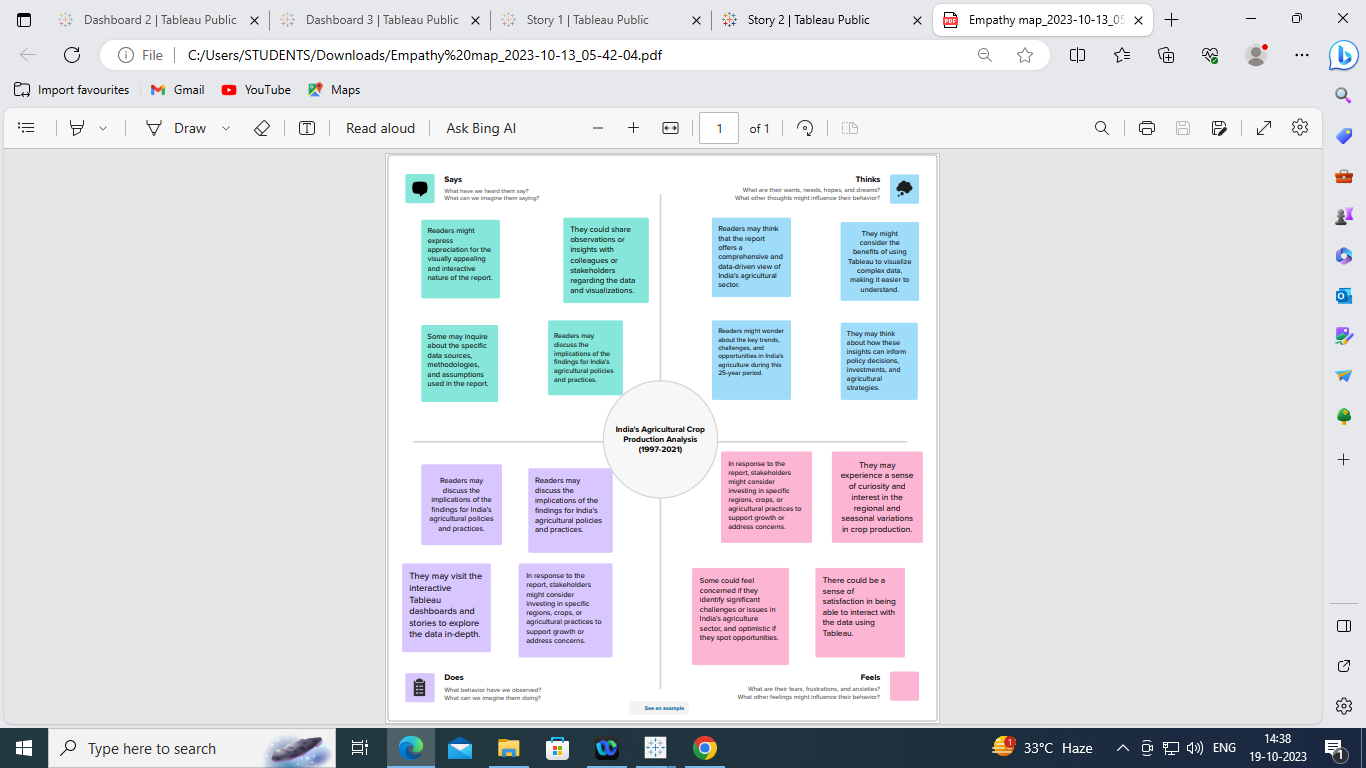 Dashboard 2 | Tableau Public
Dashboard 3 | Tableau Public
Story 1 | Tableau Public
Story 2 | Tableau Public
Empathy map_2023-10-13_05
File
C:/Users/STUDENTS/Downloads/Empathy%20map_2023-10-13_05-42-04.pdf
Import favourites
Gmail
YouTube
Maps
Draw
Read aloud
Ask Bing AI
1
of 1
Says
What have we heard them say?
What can we imagine them saying?
Readers might
express
appreciation for the
visually appealing
and interactive
nature of the report.
They could share
observations or
insights with
colleagues or
stakeholders
regarding the data
and visualizations.
Some may inquire
about the specific
data sources,
methodologies,
and assumptions
used in the report.
Readers may
discuss the
implications of the
findings for India's
agricultural policies
and practices.
Thinks
What are their wants, needs, hopes, and dreams?
What other thoughts might influence their behavior?
Readers may think
that the report
offers a
comprehensive and
data-driven view of
India's agricultural
sector.
They might
consider the
benefits of using
Tableau to visualize
complex data,
making it easier to
understand.
Readers might wonder
about the key trends,
challenges, and
opportunities in India's
agriculture during this
25-year period.
They may think
about how these
insights can inform
policy decisions,
investments, and
agricultural
strategies.
India's Agricultural Crop
Production Analysis
(1997-2021)
Readers may
discuss the
implications of the
findings for India's
agricultural policies
and practices.
Readers may
discuss the
implications of the
findings for India's
agricultural policies
and practices.
They may visit the
interactive
Tableau
dashboards and
stories to explore
the data in-depth.
In response to the
report, stakeholders
might consider
investing in specific
regions, crops, or
agricultural practices to
support growth or
address concerns.
Does
What behavior have we observed?
What can we imagine them doing?
In response to the
report, stakeholders
might consider
investing in specific
regions, crops, or
agricultural practices to
support growth or
address concerns.
They may
experience a sense
of curiosity and
interest in the
regional and
seasonal variations
in crop production.
Some could feel
concerned if they
identify significant
challenges or issues in
India's agriculture
sector, and optimistic if
they spot opportunities.
There could be a
sense of
satisfaction in being
able to interact with
the data using
Tableau.
Feels
What are their fears, frustrations, and anxieties?
What other feelings might influence their behavior?
See an example
Type here to search
1
33°C Haze
ENG
14:38
19-10-2023
1